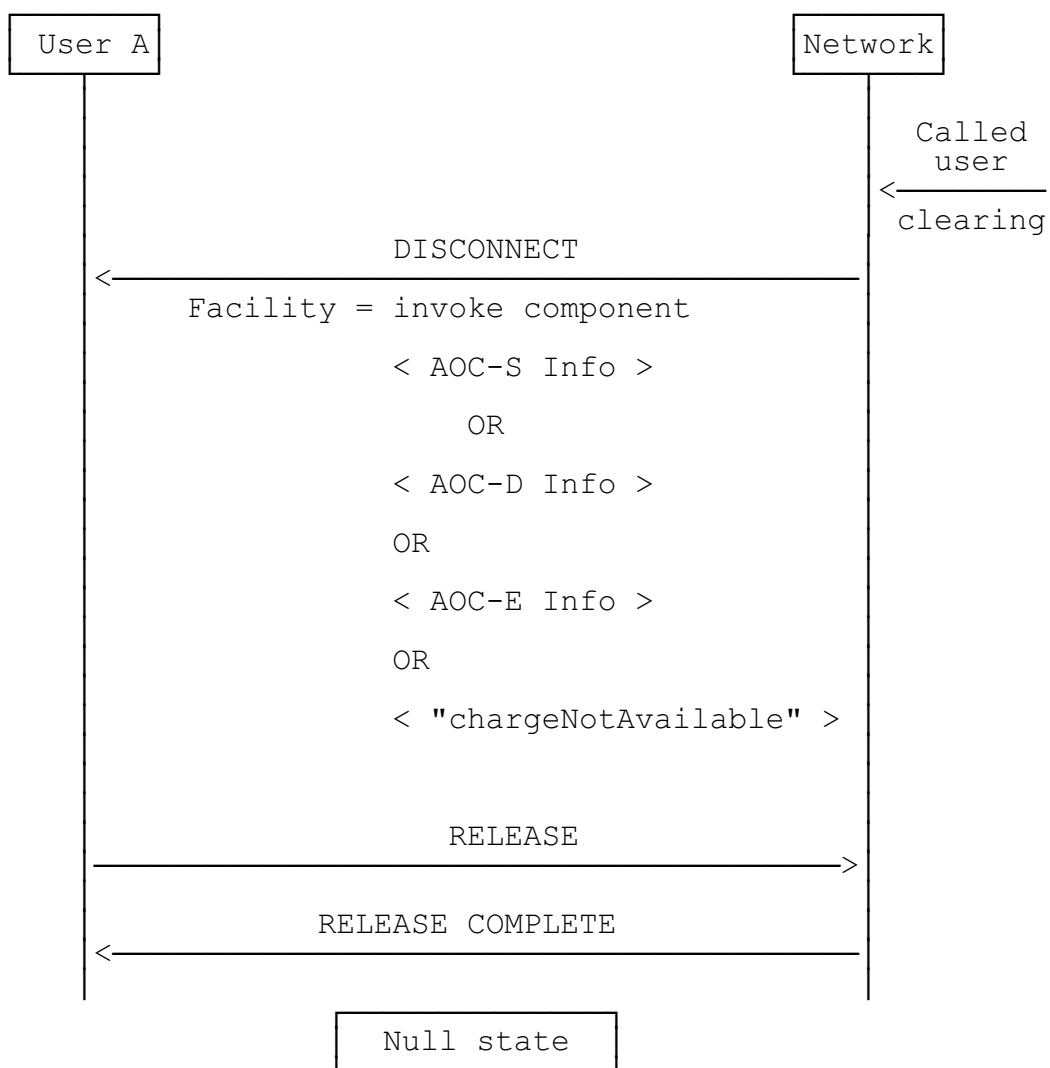 User A
Network
Called
user
clearing
DISCONNECT
Facility = invoke component
< AOC-S Info >
OR
< AOC-D Info >
OR
< AOC-E Info >
OR
< "chargeNotAvailable" >
RELEASE
RELEASE COMPLETE
Null state